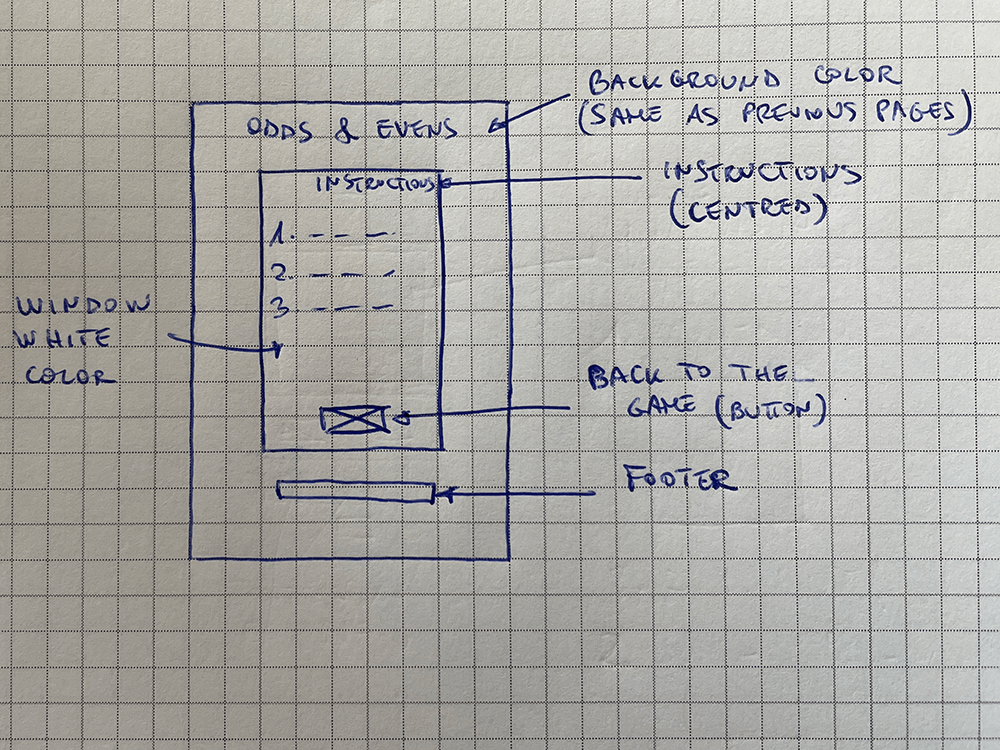 BACKGROUND COLOR
(SAME AS PREVIOUS PAGES)
ODDS & EVENS
INSTRUCTIONS
INSTRUCTIONS
(CENTRED)
1.
2.
3.
WINDOW
WHITE
COLOR
BACK TO THE
GAME (BUTTON)
FOOTER